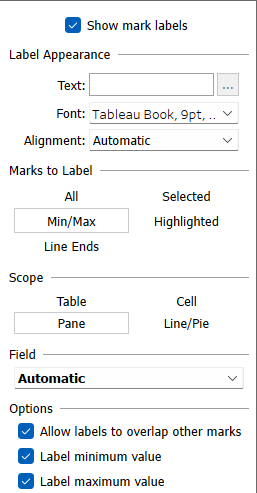 Show mark labels
Label Appearance
Text: ...
Font: Tableau Book, 9pt, ..
Alignment: Automatic
Marks to Label
All Selected
Min/Max Highlighted
Line Ends
Scope
Table Cell
Pane Line/Pie
Field
Automatic
Options
Allow labels to overlap other marks
Label minimum value
Label maximum value